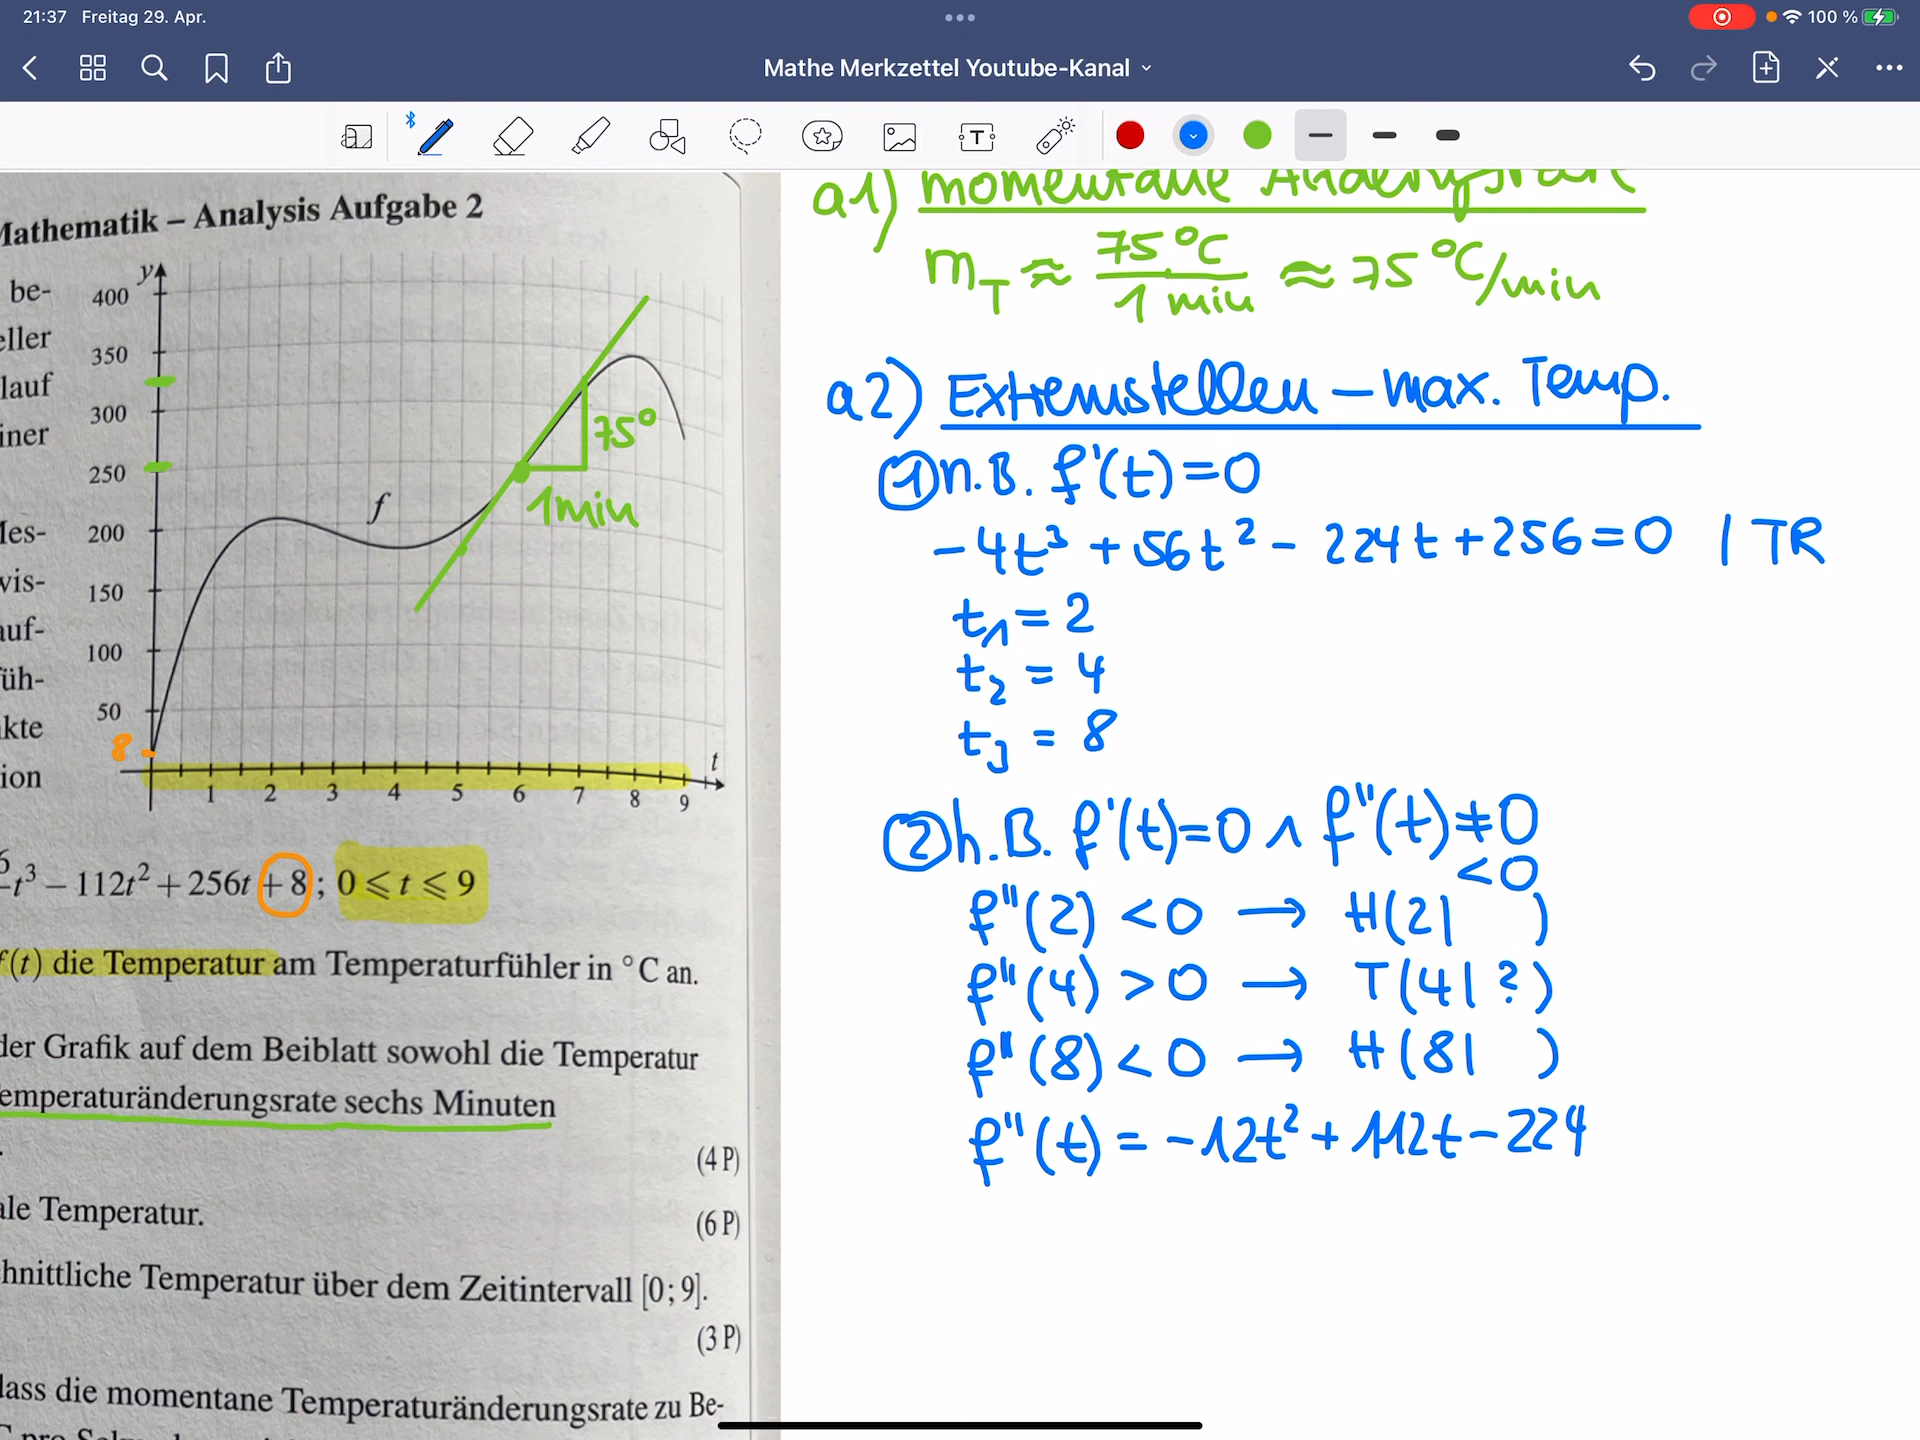 21:37 Freitag 29. Apr.
100 %
Mathe Merkzettel Youtube-Kanal
Mathematik – Analysis Aufgabe 2
be-
eller
lauf
iner
Mes-
wis-
auf-
füh-
kte
ion
y
400
350
300
250
200
150
100
50
8
f
75°
1min
t
1 2 3 4 5 6 7 8 9
t³ − 112t² + 256t + 8 ; 0 ⩽ t ⩽ 9
f(t) die Temperatur am Temperaturfühler in °C an.
der Grafik auf dem Beiblatt sowohl die Temperatur
emperaturänderungsrate sechs Minuten
(4 P)
ale Temperatur.
(6 P)
hnittliche Temperatur über dem Zeitintervall [0; 9].
(3 P)
dass die momentane Temperaturänderungsrate zu Be-
a1) momentane Änderungsrate
m_T ≈ 75°C / 1 min ≈ 75 °C/min
a2) Extremstellen – max. Temp.
① n.B. f'(t)=0
-4t³ + 56t² - 224t + 256 = 0 | TR
t₁ = 2
t₂ = 4
t₃ = 8
② h.B. f'(t)=0 ∧ f''(t) ≠ 0
< 0
f''(2) < 0 → H(2| )
f''(4) > 0 → T(4| ?)
f''(8) < 0 → H(8| )
f''(t) = -12t² + 112t - 224